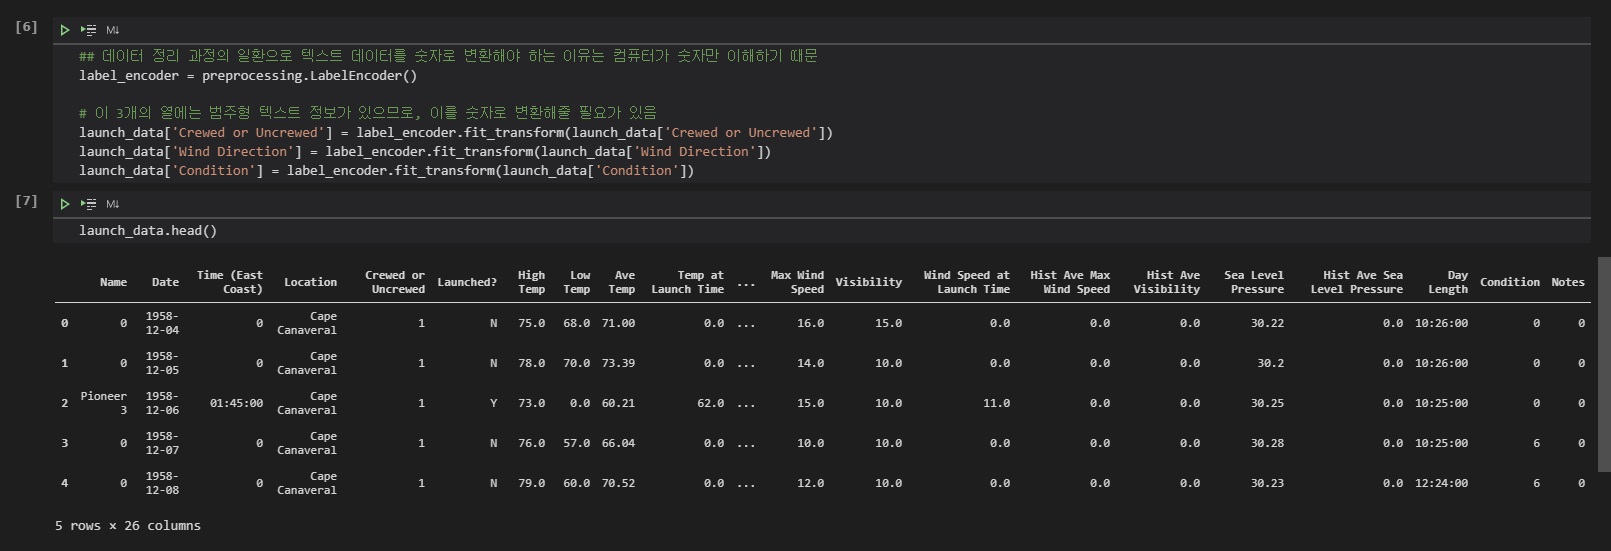 [6]
M↓
## 데이터 정리 과정의 일환으로 텍스트 데이터를 숫자로 변환해야 하는 이유는 컴퓨터가 숫자만 이해하기 때문
label_encoder = preprocessing.LabelEncoder()
# 이 3개의 열에는 범주형 텍스트 정보가 있으므로, 이를 숫자로 변환해줄 필요가 있음
launch_data['Crewed or Uncrewed'] = label_encoder.fit_transform(launch_data['Crewed or Uncrewed'])
launch_data['Wind Direction'] = label_encoder.fit_transform(launch_data['Wind Direction'])
launch_data['Condition'] = label_encoder.fit_transform(launch_data['Condition'])
[7]
M↓
launch_data.head()
Name Date Time (East Coast) Location Crewed or Uncrewed Launched? High Temp Low Temp Ave Temp Temp at Launch Time ... Max Wind Speed Visibility Wind Speed at Launch Time Hist Ave Max Wind Speed Hist Ave Visibility Sea Level Pressure Hist Ave Sea Level Pressure Day Length Condition Notes
0 0 1958-12-04 0 Cape Canaveral 1 N 75.0 68.0 71.00 0.0 ... 16.0 15.0 0.0 0.0 0.0 30.22 0.0 10:26:00 0 0
1 0 1958-12-05 0 Cape Canaveral 1 N 78.0 70.0 73.39 0.0 ... 14.0 10.0 0.0 0.0 0.0 30.2 0.0 10:26:00 0 0
2 Pioneer 3 1958-12-06 01:45:00 Cape Canaveral 1 Y 73.0 0.0 60.21 62.0 ... 15.0 10.0 11.0 0.0 0.0 30.25 0.0 10:25:00 0 0
3 0 1958-12-07 0 Cape Canaveral 1 N 76.0 57.0 66.04 0.0 ... 10.0 10.0 0.0 0.0 0.0 30.28 0.0 10:25:00 6 0
4 0 1958-12-08 0 Cape Canaveral 1 N 79.0 60.0 70.52 0.0 ... 12.0 10.0 0.0 0.0 0.0 30.23 0.0 12:24:00 6 0
5 rows × 26 columns